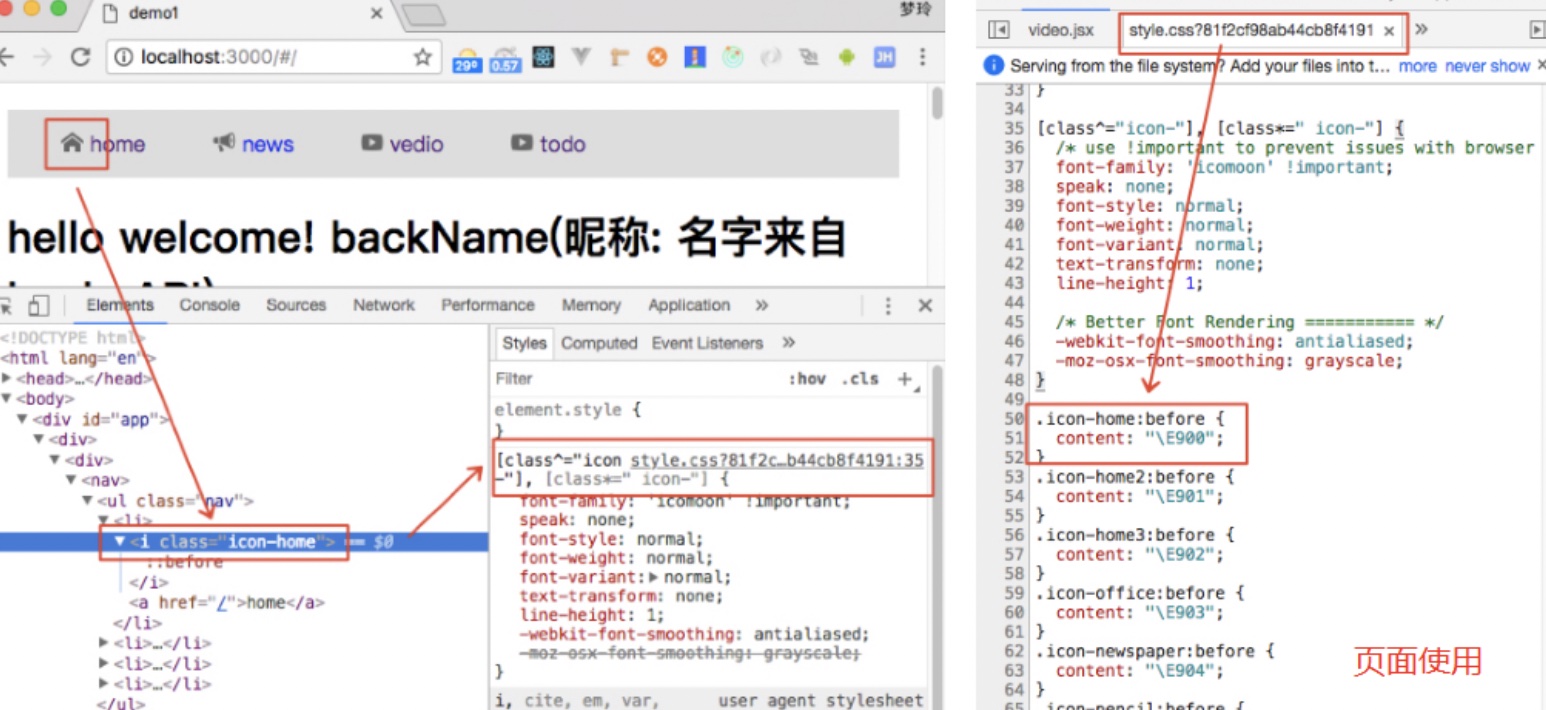 demo1
梦玲
localhost:3000/#/
29°
0.57
JH
home
news
vedio
todo
hello welcome! backName(昵称: 名字来自
Elements
Console
Sources
Network
Performance
Memory
Application
»
<!DOCTYPE html>
<html lang="en">
▶<head>…</head>
▼<body>
▼<div id="app">
▼<div>
▼<div>
▼<nav>
▼<ul class="nav">
▼<li>
▼<i class="icon-home"> == $0
::before
</i>
<a href="/">home</a>
</li>
▶<li>…</li>
▶<li>…</li>
▶<li>…</li>
</ul>
Styles
Computed
Event Listeners
»
Filter
:hov .cls +
element.style {
}
[class^="icon style.css?81f2c…b44cb8f4191:35
-"], [class*=" icon-"] {
font-family: 'icomoon' !important;
speak: none;
font-style: normal;
font-weight: normal;
font-variant:▶normal;
text-transform: none;
line-height: 1;
-webkit-font-smoothing: antialiased;
-moz-osx-font-smoothing: grayscale;
}
i, cite, em, var,
user agent stylesheet
video.jsx
style.css?81f2cf98ab44cb8f4191 ×
»
Serving from the file system? Add your files into t… more never show
33 }
34
35 [class^="icon-"], [class*=" icon-"] {
36 /* use !important to prevent issues with browser
37 font-family: 'icomoon' !important;
38 speak: none;
39 font-style: normal;
40 font-weight: normal;
41 font-variant: normal;
42 text-transform: none;
43 line-height: 1;
44
45 /* Better Font Rendering =========== */
46 -webkit-font-smoothing: antialiased;
47 -moz-osx-font-smoothing: grayscale;
48 }
49
50 .icon-home:before {
51 content: "\E900";
52 }
53 .icon-home2:before {
54 content: "\E901";
55 }
56 .icon-home3:before {
57 content: "\E902";
58 }
59 .icon-office:before {
60 content: "\E903";
61 }
62 .icon-newspaper:before {
63 content: "\E904";
64 }
65 .icon-pencil:before {
页面使用